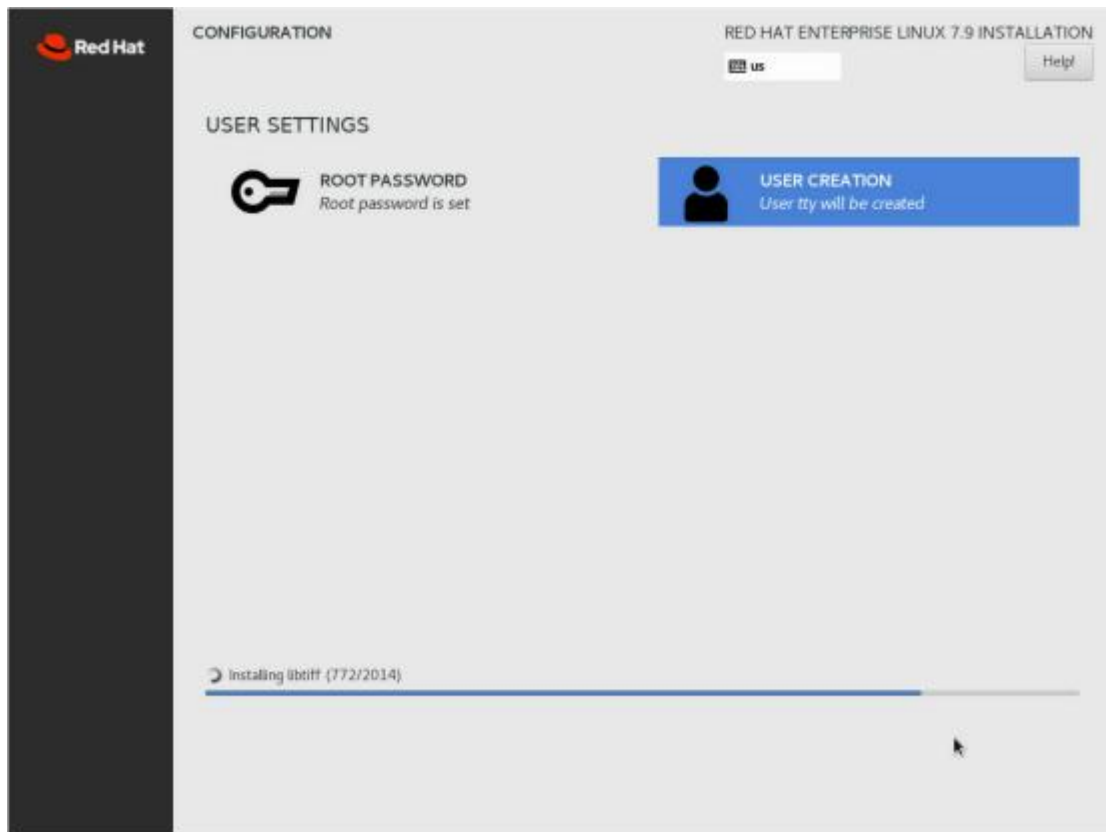 Red Hat
CONFIGURATION
RED HAT ENTERPRISE LINUX 7.9 INSTALLATION
us
Help!
USER SETTINGS
ROOT PASSWORD
Root password is set
USER CREATION
User tty will be created
Installing libtiff (772/2014)